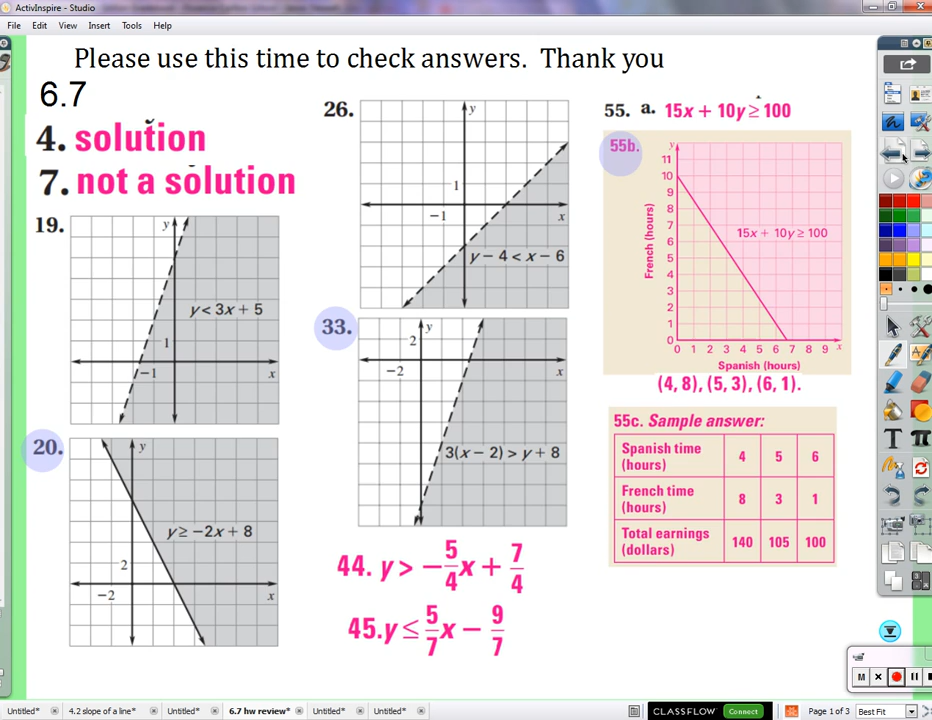 ActivInspire - Studio
File Edit View Insert Tools Help
Please use this time to check answers. Thank you
6.7
4. solution
7. not a solution
19.
y
y < 3x + 5
1
−1
x
20.
y
y ≥ −2x + 8
2
−2
x
26.
y
1
−1
x
y − 4 < x − 6
33.
2
y
−2
x
3(x − 2) > y + 8
44. y > −5/4x + 7/4
45. y ≤ 5/7x − 9/7
55. a. 15x + 10y ≥ 100
55b.
y
11
10
9
8
7
6
5
4
3
2
1
0
French (hours)
15x + 10y ≥ 100
0 1 2 3 4 5 6 7 8 9 x
Spanish (hours)
(4, 8), (5, 3), (6, 1).
55c. Sample answer:
Spanish time (hours) 4 5 6
French time (hours) 8 3 1
Total earnings (dollars) 140 105 100
M
Untitled* 4.2 slope of a line* Untitled* 6.7 hw review* Untitled* Untitled*
CLASSFLOW Connect
Page 1 of 3 Best Fit